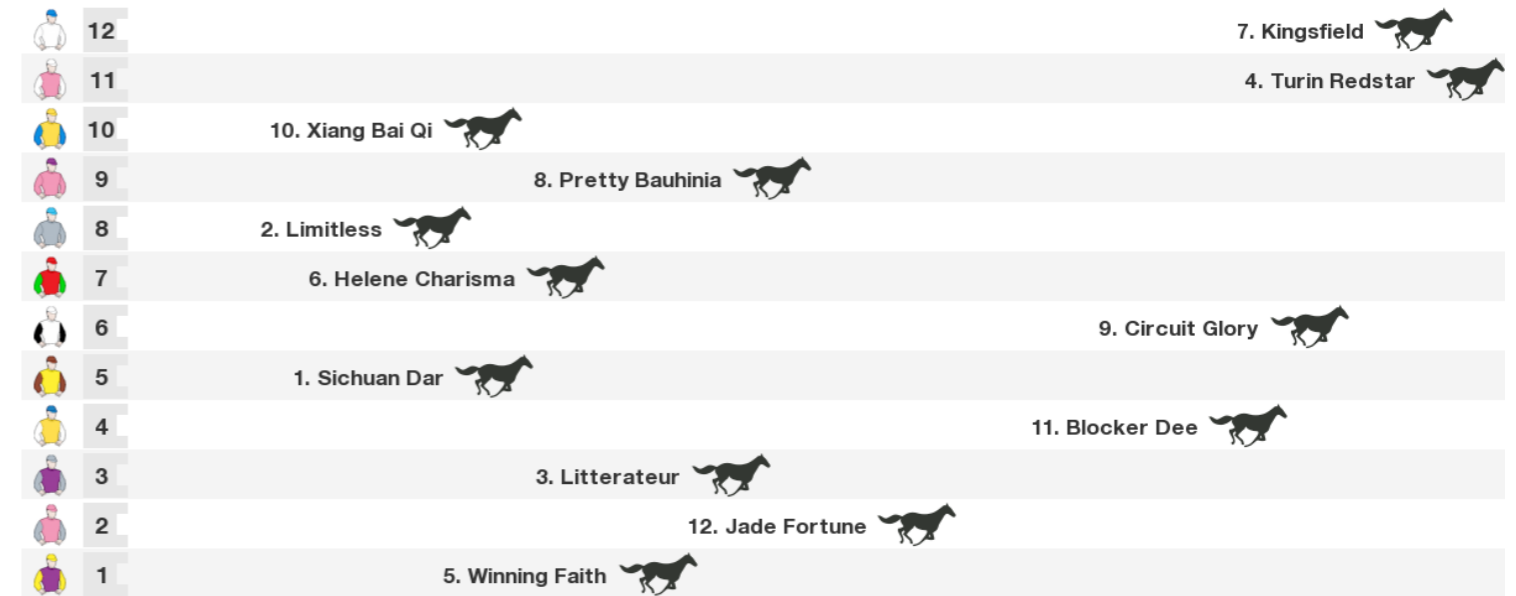 12 7. Kingsfield
11 4. Turin Redstar
10 10. Xiang Bai Qi
9 8. Pretty Bauhinia
8 2. Limitless
7 6. Helene Charisma
6 9. Circuit Glory
5 1. Sichuan Dar
4 11. Blocker Dee
3 3. Litterateur
2 12. Jade Fortune
1 5. Winning Faith